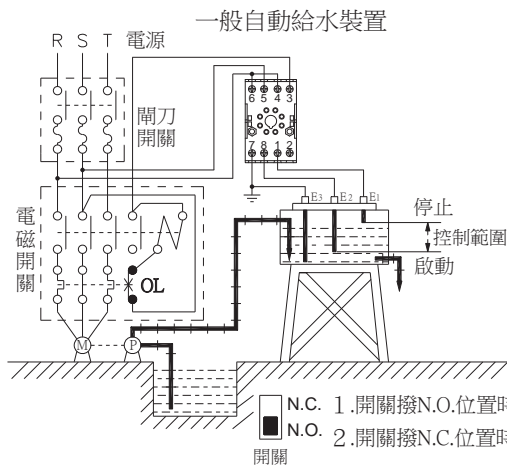 一般自動給水裝置
R S T 電源
閘刀
開關
6 5 4 3
7 8 1 2
E3 E2 E1
停止
控制範圍
啟動
電磁開關
OL
M
P
N.C. 1.開關撥N.O.位置時
N.O. 2.開關撥N.C.位置時
開關